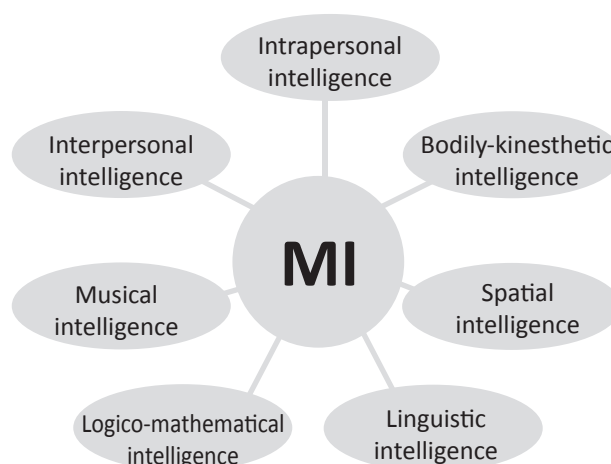 Intrapersonal
intelligence
Interpersonal
intelligence
Bodily-kinesthetic
intelligence
MI
Musical
intelligence
Spatial
intelligence
Logico-mathematical
intelligence
Linguistic
intelligence